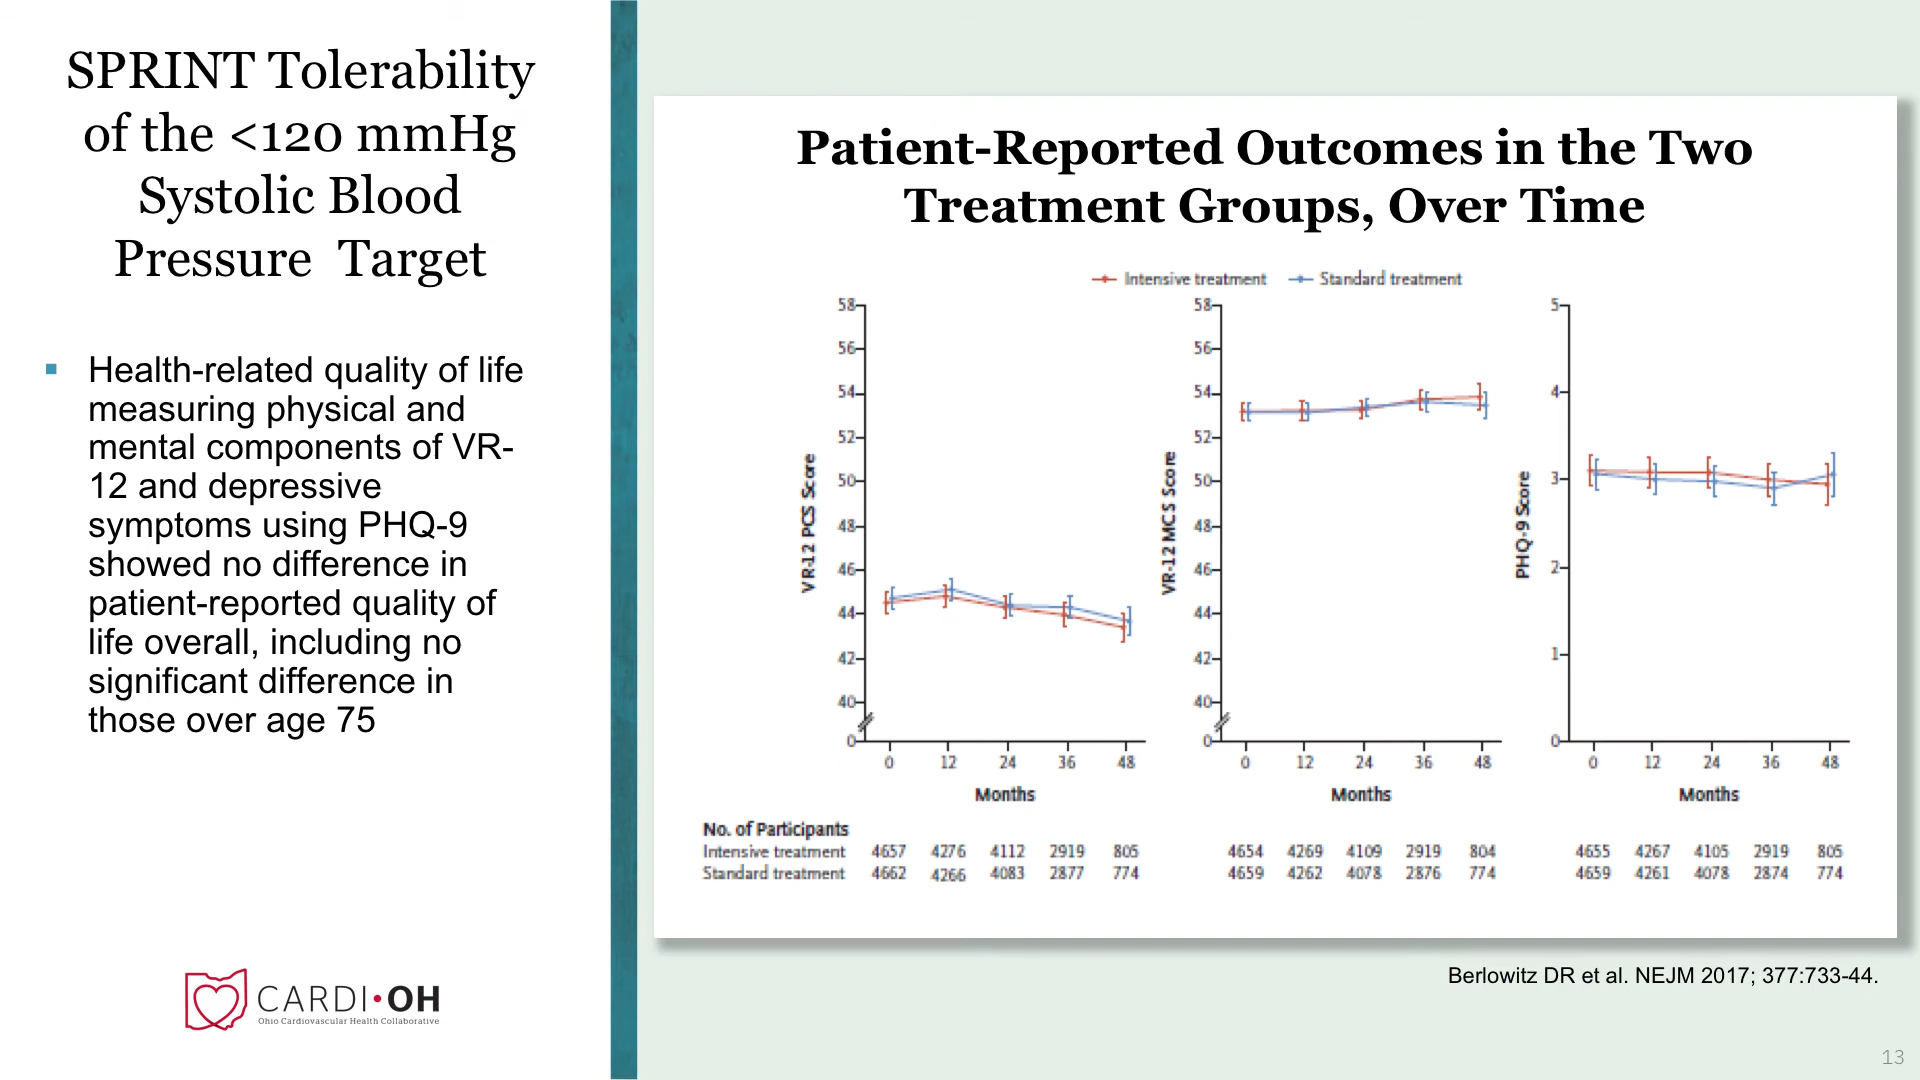 SPRINT Tolerability
of the <120 mmHg
Systolic Blood
Pressure  Target
Health-related quality of life
measuring physical and
mental components of VR-
12 and depressive
symptoms using PHQ-9
showed no difference in
patient-reported quality of
life overall, including no
significant difference in
those over age 75
CARDI•OH
Ohio Cardiovascular Health Collaborative
Patient-Reported Outcomes in the Two
Treatment Groups, Over Time
Intensive treatment Standard treatment
VR-12 PCS Score
58
56
54
52
50
48
46
44
42
40
0
0 12 24 36 48
Months
VR-12 MCS Score
58
56
54
52
50
48
46
44
42
40
0
0 12 24 36 48
Months
PHQ-9 Score
5
4
3
2
1
0
0 12 24 36 48
Months
No. of Participants
Intensive treatment 4657 4276 4112 2919 805 4654 4269 4109 2919 804 4655 4267 4105 2919 805
Standard treatment 4662 4266 4083 2877 774 4659 4262 4078 2876 774 4659 4261 4078 2874 774
Berlowitz DR et al. NEJM 2017; 377:733-44.
13